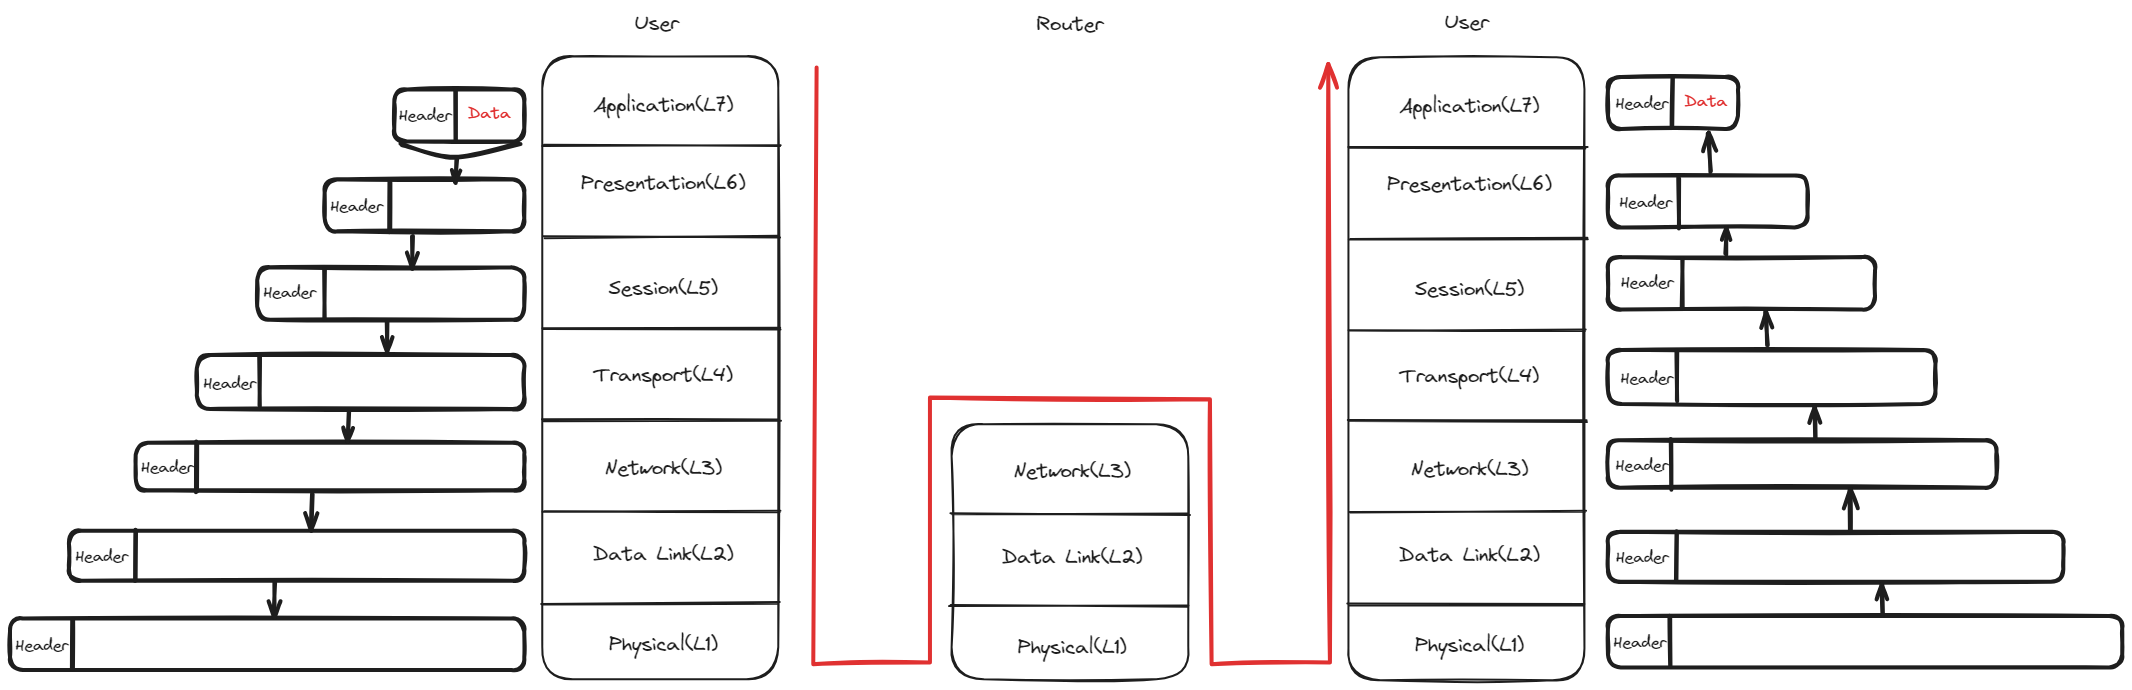 User
Router
User
Header
Data
Application(L7)
Application(L7)
Header
Data
Header
Presentation(L6)
Presentation(L6)
Header
Header
Session(L5)
Session(L5)
Header
Header
Transport(L4)
Transport(L4)
Header
Header
Network(L3)
Network(L3)
Network(L3)
Header
Header
Data Link(L2)
Data Link(L2)
Data Link(L2)
Header
Header
Physical(L1)
Physical(L1)
Physical(L1)
Header